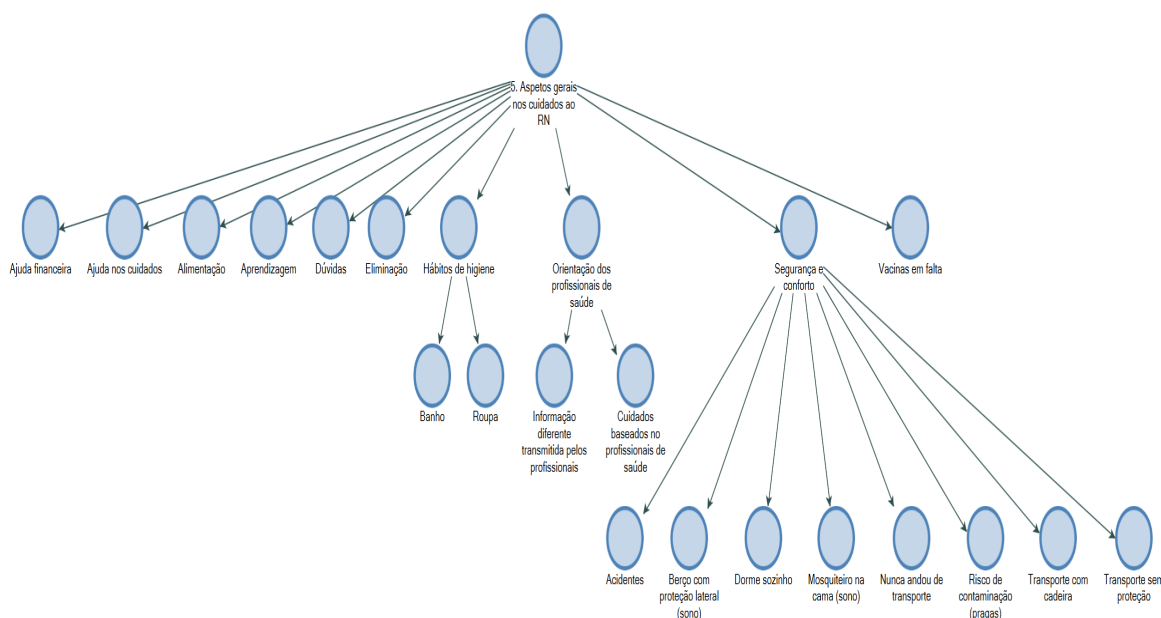 5. Aspetos gerais
nos cuidados ao
RN
Ajuda financeira
Ajuda nos cuidados
Alimentação
Aprendizagem
Dúvidas
Eliminação
Hábitos de higiene
Orientação dos
profissionais de
saúde
Segurança e
conforto
Vacinas em falta
Banho
Roupa
Informação
diferente
transmitida pelos
profissionais
Cuidados
baseados no
profissionais de
saúde
Acidentes
Berço com
proteção lateral
(sono)
Dorme sozinho
Mosquiteiro na
cama (sono)
Nunca andou de
transporte
Risco de
contaminação
(pragas)
Transporte com
cadeira
Transporte sem
proteção